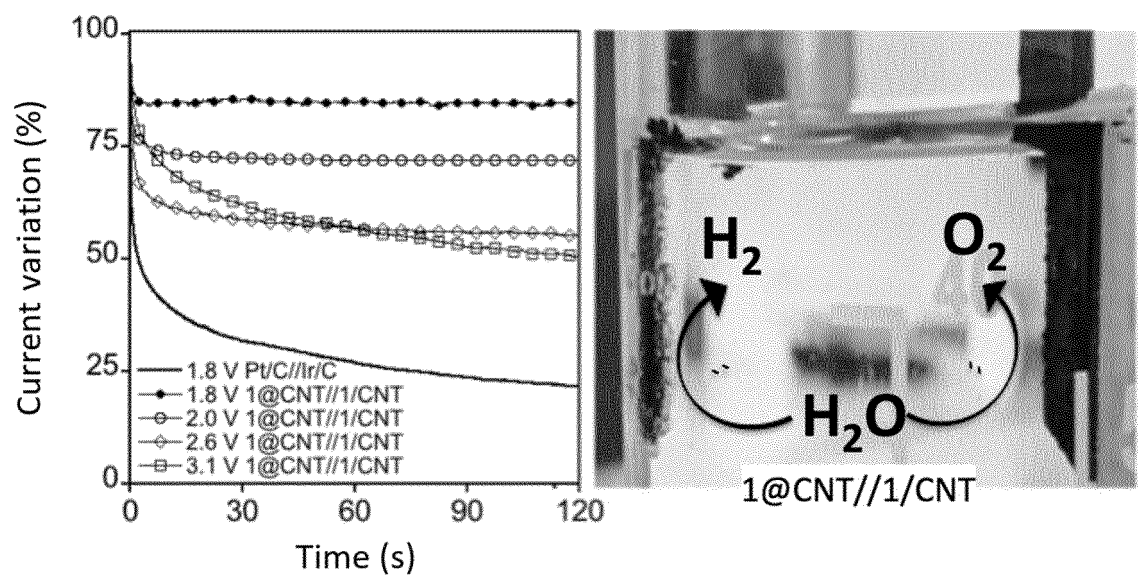 100
75
50
25
0
Current variation (%)
1.8 V Pt/C//Ir/C
1.8 V 1@CNT//1/CNT
2.0 V 1@CNT//1/CNT
2.6 V 1@CNT//1/CNT
3.1 V 1@CNT//1/CNT
0 30 60 90 120
Time (s)
H₂ O₂
H₂O
1@CNT//1/CNT